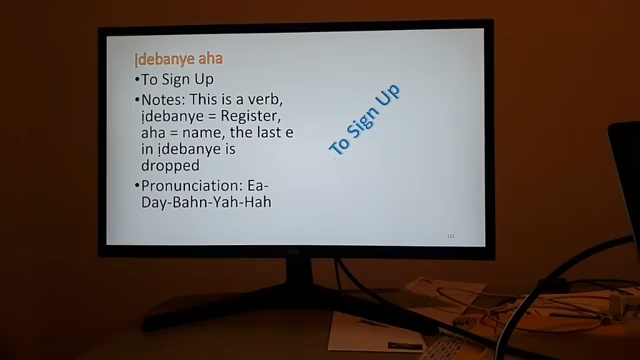 ịdebanye aha
•To Sign Up
•Notes: This is a verb,
ịdebanye = Register,
aha = name, the last e
in ịdebanye is
dropped
•Pronunciation: Ea-
Day-Bahn-Yah-Hah
To Sign Up